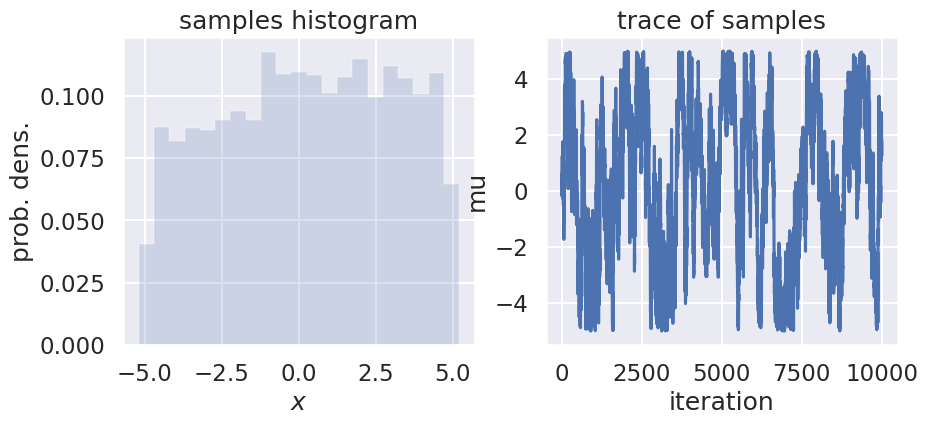 samples histogram
prob. dens.
0.100
0.075
0.050
0.025
0.000
−5.0 −2.5 0.0 2.5 5.0
x
trace of samples
mu
4
2
0
−2
−4
0 2500 5000 7500 10000
iteration